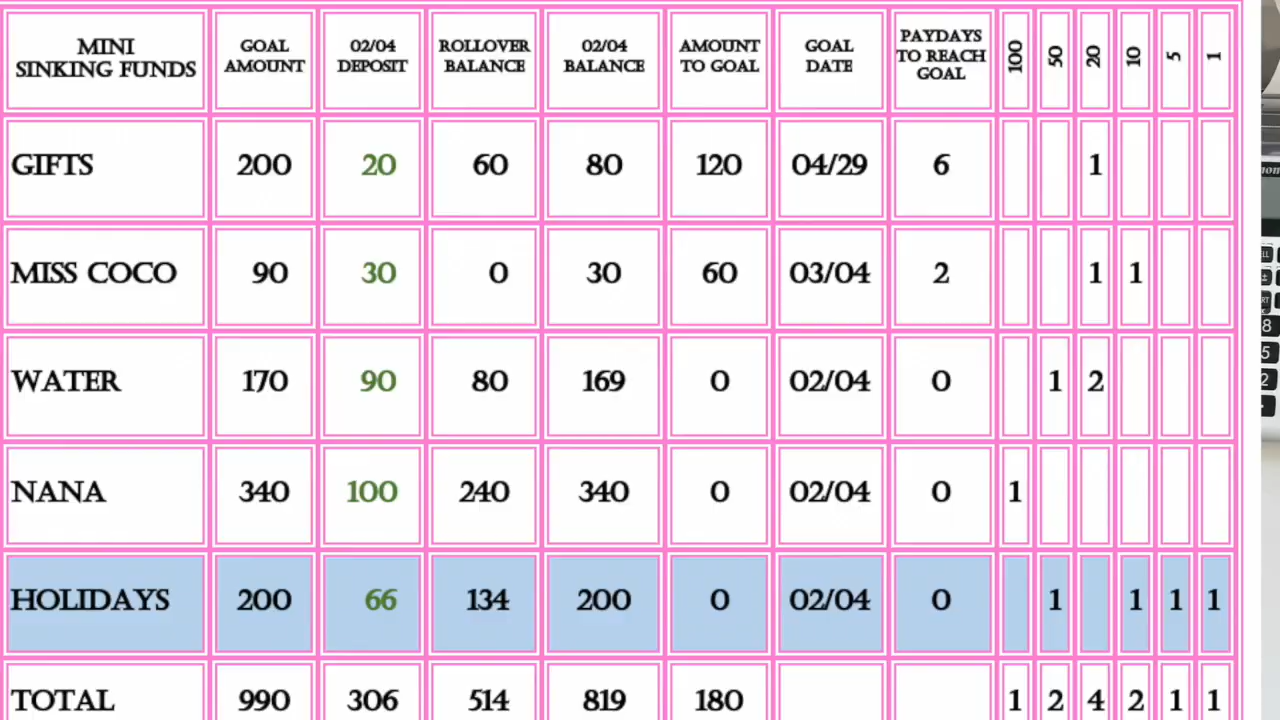 MINI SINKING FUNDS GOAL AMOUNT 02/04 DEPOSIT ROLLOVER BALANCE 02/04 BALANCE AMOUNT TO GOAL GOAL DATE PAYDAYS TO REACH GOAL 100 50 20 10 5 1
GIFTS 200 20 60 80 120 04/29 6 1
MISS COCO 90 30 0 30 60 03/04 2 1 1
WATER 170 90 80 169 0 02/04 0 1 2
NANA 340 100 240 340 0 02/04 0 1
HOLIDAYS 200 66 134 200 0 02/04 0 1 1 1 1
TOTAL 990 306 514 819 180 1 2 4 2 1 1